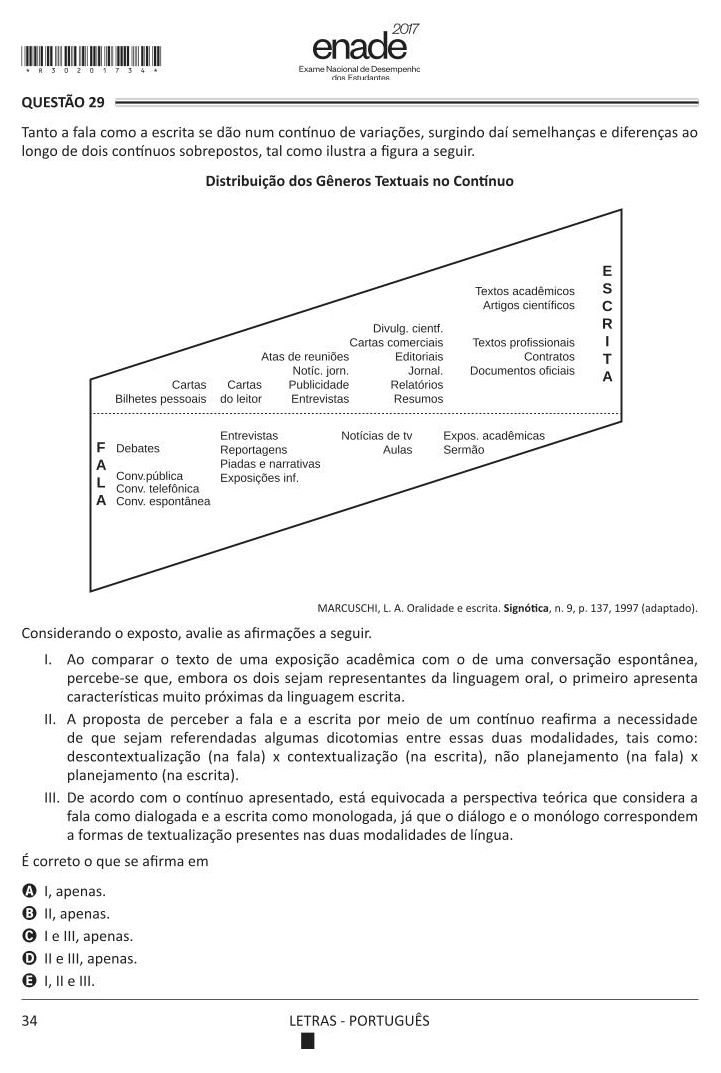 2017
enade
Exame Nacional de Desempenho
dos Estudantes
* R 3 0 2 0 1 7 3 4 *
QUESTÃO 29
Tanto a fala como a escrita se dão num contínuo de variações, surgindo daí semelhanças e diferenças ao
longo de dois contínuos sobrepostos, tal como ilustra a figura a seguir.
Distribuição dos Gêneros Textuais no Contínuo
ESCRITA
Textos acadêmicos
Artigos científicos
Divulg. cientf.
Cartas comerciais
Textos profissionais
Atas de reuniões
Editoriais
Contratos
Notíc. jorn.
Jornal.
Documentos oficiais
Cartas
Cartas
Publicidade
Relatórios
Bilhetes pessoais
do leitor
Entrevistas
Resumos
FALA
Debates
Conv.pública
Conv. telefônica
Conv. espontânea
Entrevistas
Reportagens
Piadas e narrativas
Exposições inf.
Notícias de tv
Aulas
Expos. acadêmicas
Sermão
MARCUSCHI, L. A. Oralidade e escrita. Signótica, n. 9, p. 137, 1997 (adaptado).
Considerando o exposto, avalie as afirmações a seguir.
I. Ao comparar o texto de uma exposição acadêmica com o de uma conversação espontânea,
percebe-se que, embora os dois sejam representantes da linguagem oral, o primeiro apresenta
características muito próximas da linguagem escrita.
II. A proposta de perceber a fala e a escrita por meio de um contínuo reafirma a necessidade
de que sejam referendadas algumas dicotomias entre essas duas modalidades, tais como:
descontextualização (na fala) x contextualização (na escrita), não planejamento (na fala) x
planejamento (na escrita).
III. De acordo com o contínuo apresentado, está equivocada a perspectiva teórica que considera a
fala como dialogada e a escrita como monologada, já que o diálogo e o monólogo correspondem
a formas de textualização presentes nas duas modalidades de língua.
É correto o que se afirma em
A I, apenas.
B II, apenas.
C I e III, apenas.
D II e III, apenas.
E I, II e III.
34
LETRAS - PORTUGUÊS